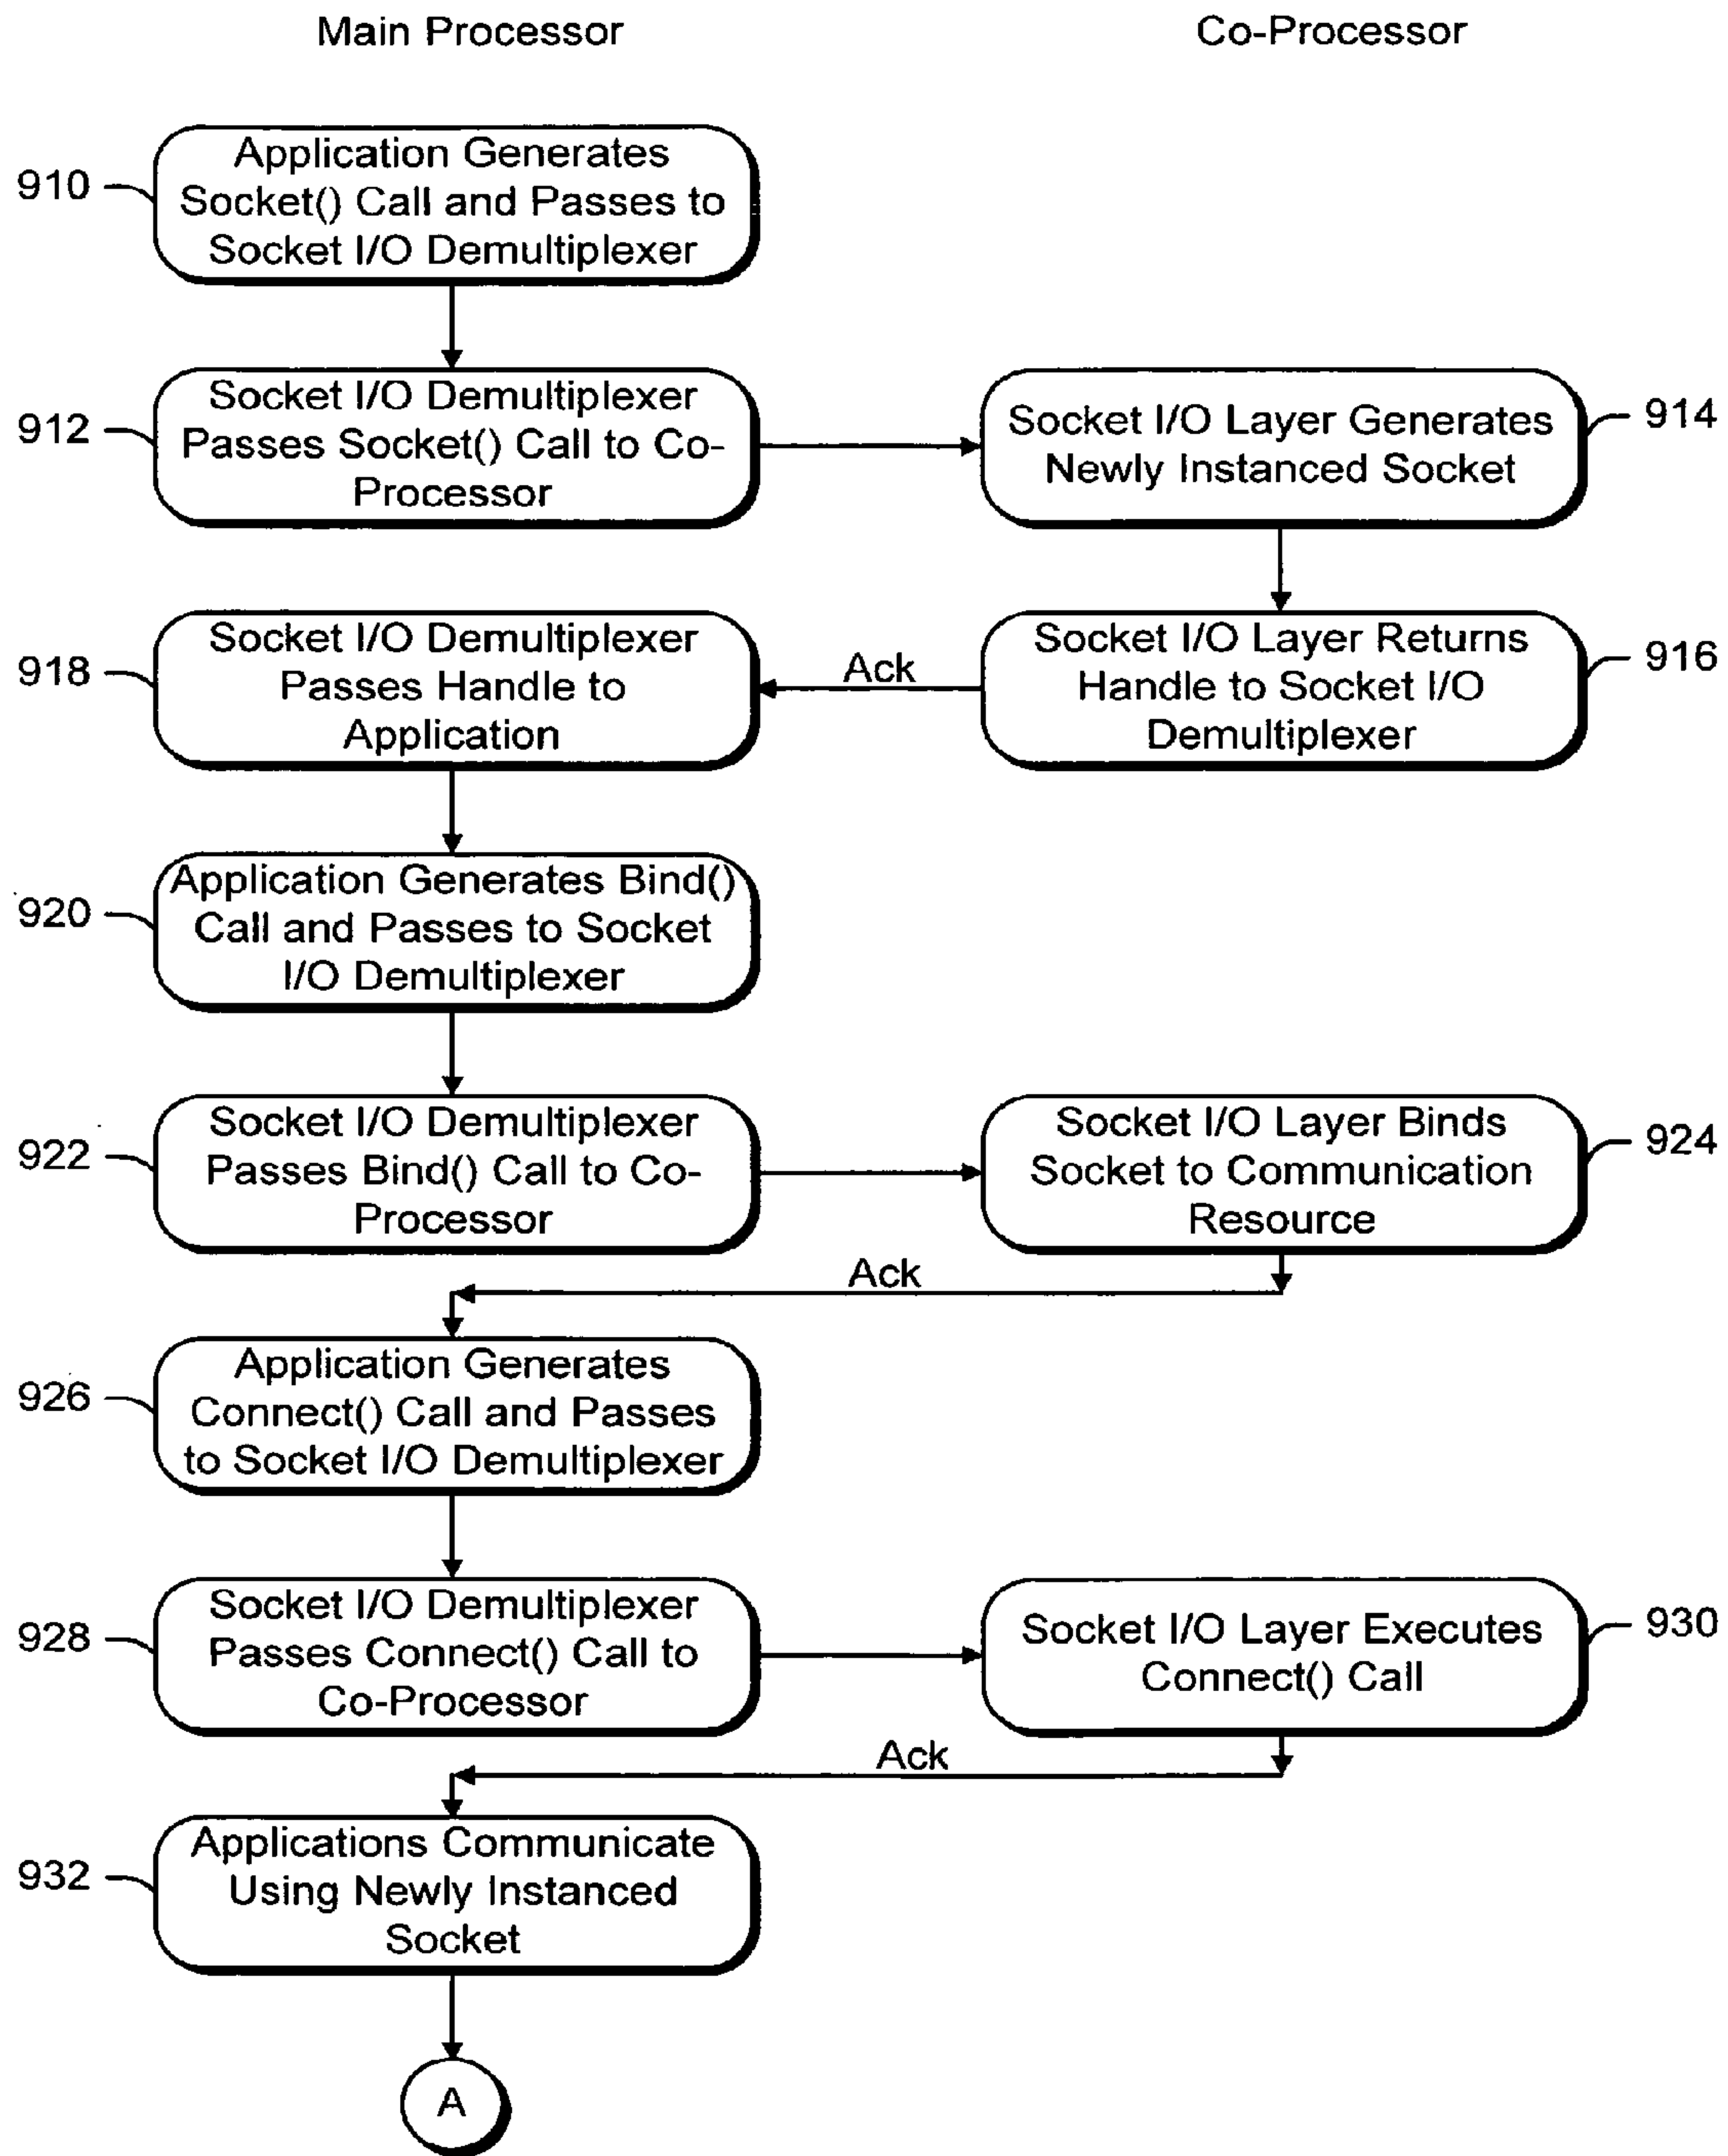 Main Processor
Co-Processor
910
Application Generates
Socket() Call and Passes to
Socket I/O Demultiplexer
912
Socket I/O Demultiplexer
Passes Socket() Call to Co-
Processor
Socket I/O Layer Generates
Newly Instanced Socket
914
918
Socket I/O Demultiplexer
Passes Handle to
Application
Ack
Socket I/O Layer Returns
Handle to Socket I/O
Demultiplexer
916
920
Application Generates Bind()
Call and Passes to Socket
I/O Demultiplexer
922
Socket I/O Demultiplexer
Passes Bind() Call to Co-
Processor
Socket I/O Layer Binds
Socket to Communication
Resource
924
Ack
926
Application Generates
Connect() Call and Passes
to Socket I/O Demultiplexer
928
Socket I/O Demultiplexer
Passes Connect() Call to
Co-Processor
Socket I/O Layer Executes
Connect() Call
930
Ack
932
Applications Communicate
Using Newly Instanced
Socket
A